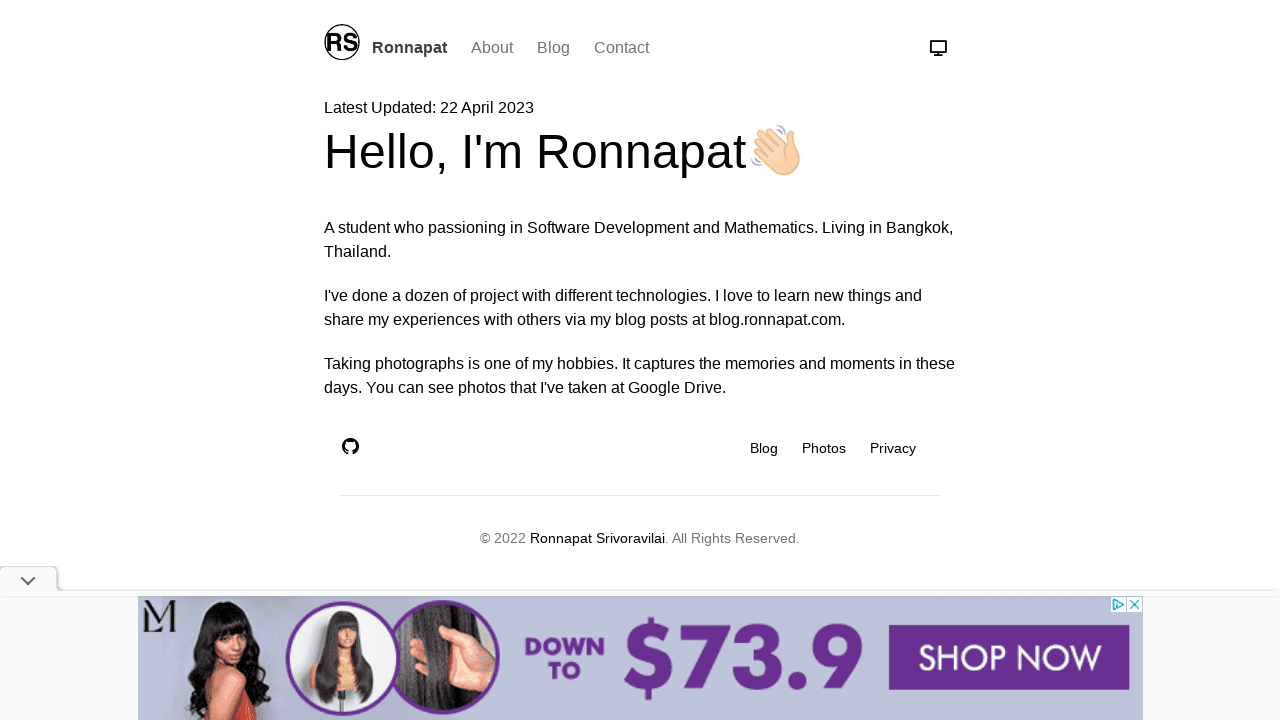 RS
Ronnapat About Blog Contact
Latest Updated: 22 April 2023
Hello, I'm Ronnapat👋🏻
A student who passioning in Software Development and Mathematics. Living in Bangkok,
Thailand.
I've done a dozen of project with different technologies. I love to learn new things and
share my experiences with others via my blog posts at blog.ronnapat.com.
Taking photographs is one of my hobbies. It captures the memories and moments in these
days. You can see photos that I've taken at Google Drive.
Blog Photos Privacy
© 2022 Ronnapat Srivoravilai. All Rights Reserved.
M
DOWN
TO
$73.9
SHOP NOW